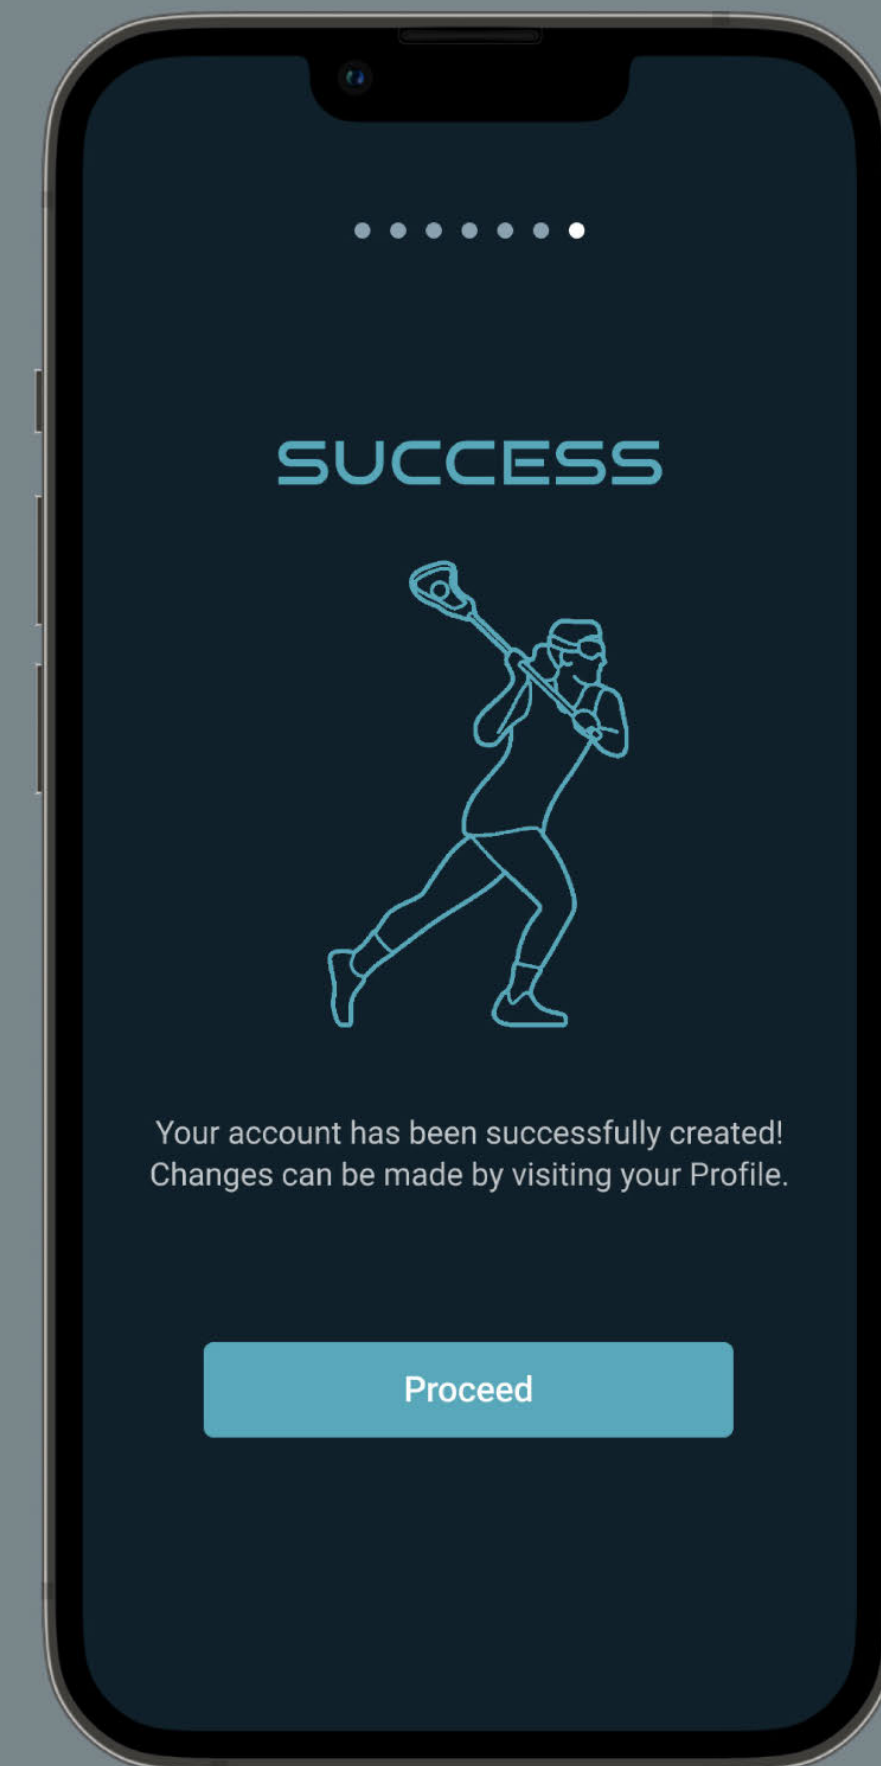 SUCCESS
Your account has been successfully created!
Changes can be made by visiting your Profile.
Proceed